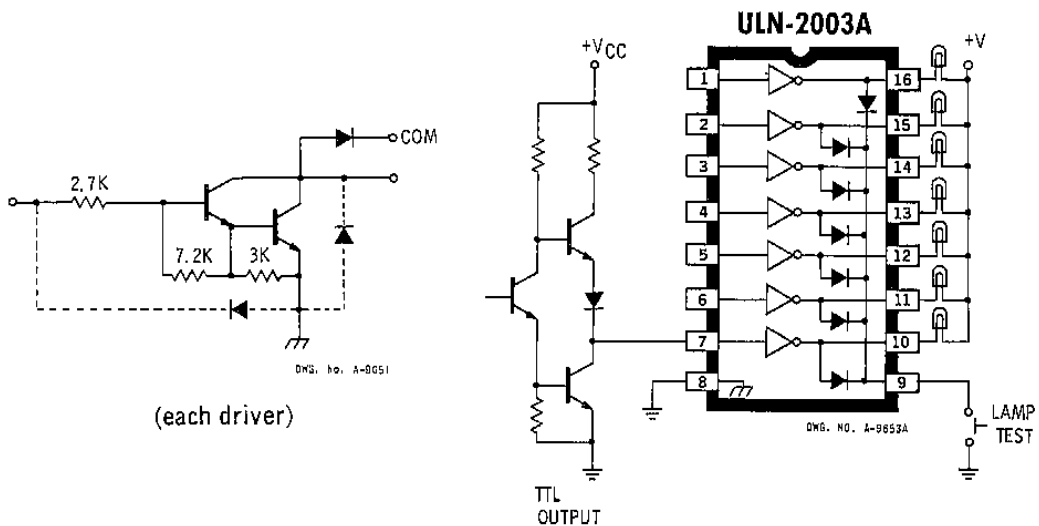 ULN-2003A
+VCC
+V
COM
2.7K
7.2K
3K
DWG. No. A-9651
(each driver)
1
2
3
4
5
6
7
8
16
15
14
13
12
11
10
9
DWG. NO. A-9653A
LAMP
TEST
TTL
OUTPUT